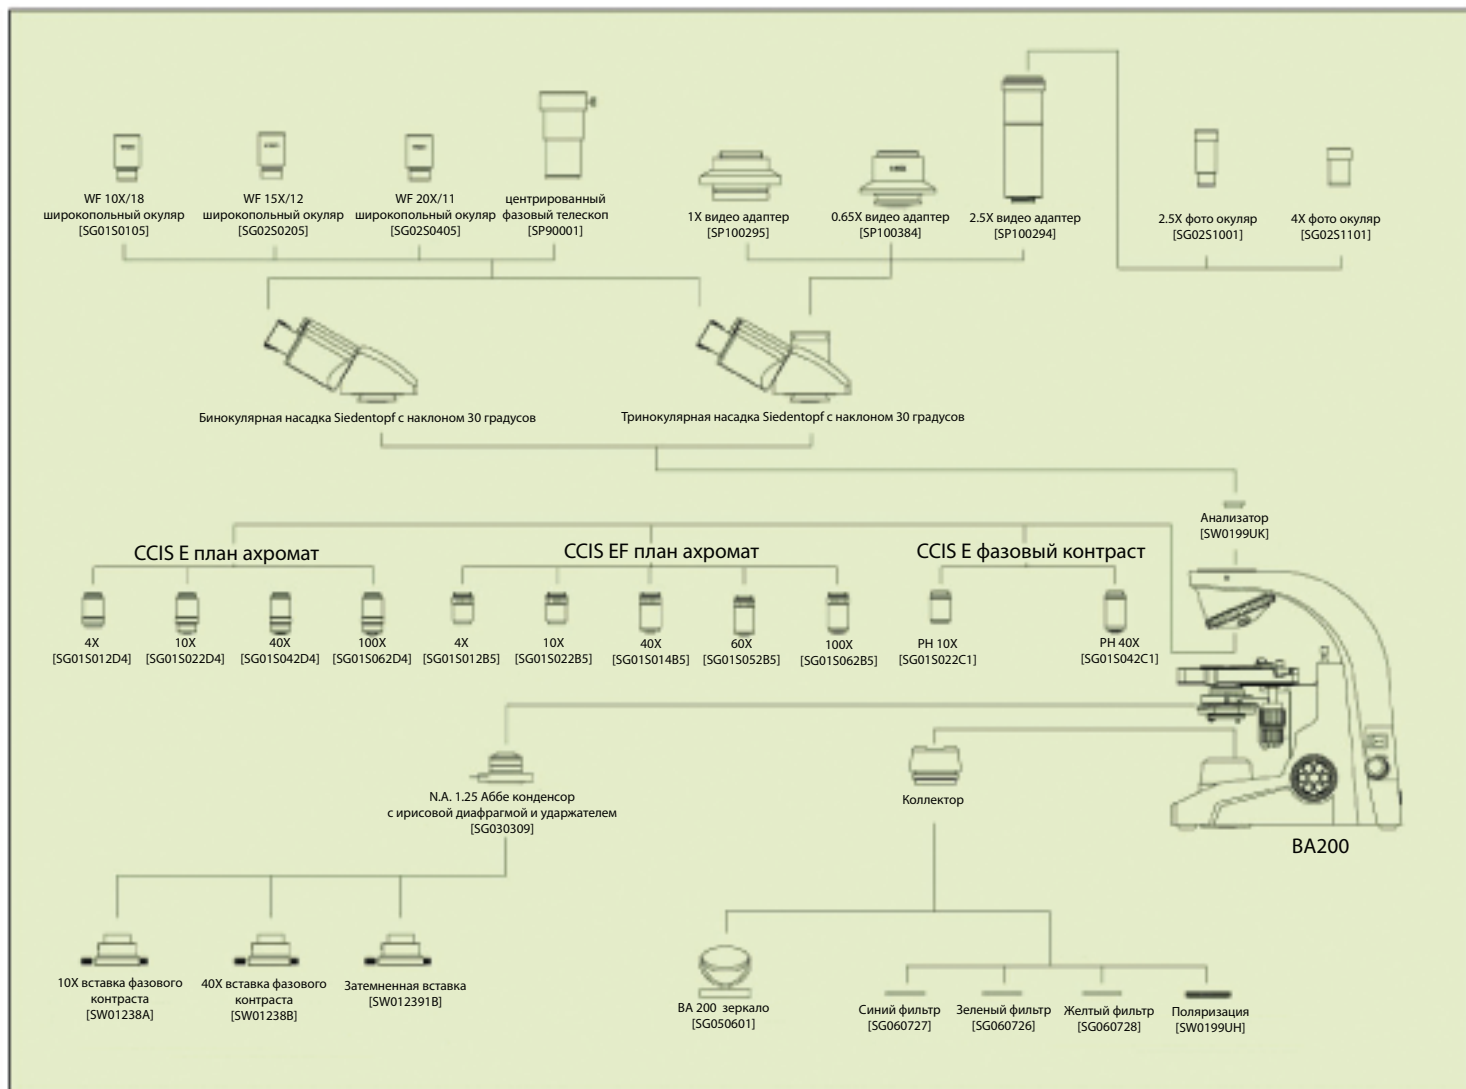 WF 10X/18
широкопольный окуляр
[SG01S0105]
WF 15X/12
широкопольный окуляр
[SG02S0205]
WF 20X/11
широкопольный окуляр
[SG02S0405]
центрированный
фазовый телескоп
[SP90001]
1X видео адаптер
[SP100295]
0.65X видео адаптер
[SP100384]
2.5X видео адаптер
[SP100294]
2.5X фото окуляр
[SG02S1001]
4X фото окуляр
[SG02S1101]
Бинокулярная насадка Siedentopf с наклоном 30 градусов
Тринокулярная насадка Siedentopf с наклоном 30 градусов
Анализатор
[SW0199UK]
CCIS E план ахромат
CCIS EF план ахромат
CCIS E фазовый контраст
4X
[SG01S012D4]
10X
[SG01S022D4]
40X
[SG01S042D4]
100X
[SG01S062D4]
4X
[SG01S012B5]
10X
[SG01S022B5]
40X
[SG01S014B5]
60X
[SG01S052B5]
100X
[SG01S062B5]
PH 10X
[SG01S022C1]
PH 40X
[SG01S042C1]
N.A. 1.25 Аббе конденсор
с ирисовой диафрагмой и ударжателем
[SG030309]
Коллектор
BA200
10X вставка фазового
контраста
[SW01238A]
40X вставка фазового
контраста
[SW01238B]
Затемненная вставка
[SW012391B]
BA 200 зеркало
[SG050601]
Синий фильтр
[SG060727]
Зеленый фильтр
[SG060726]
Желтый фильтр
[SG060728]
Поляризация
[SW0199UH]